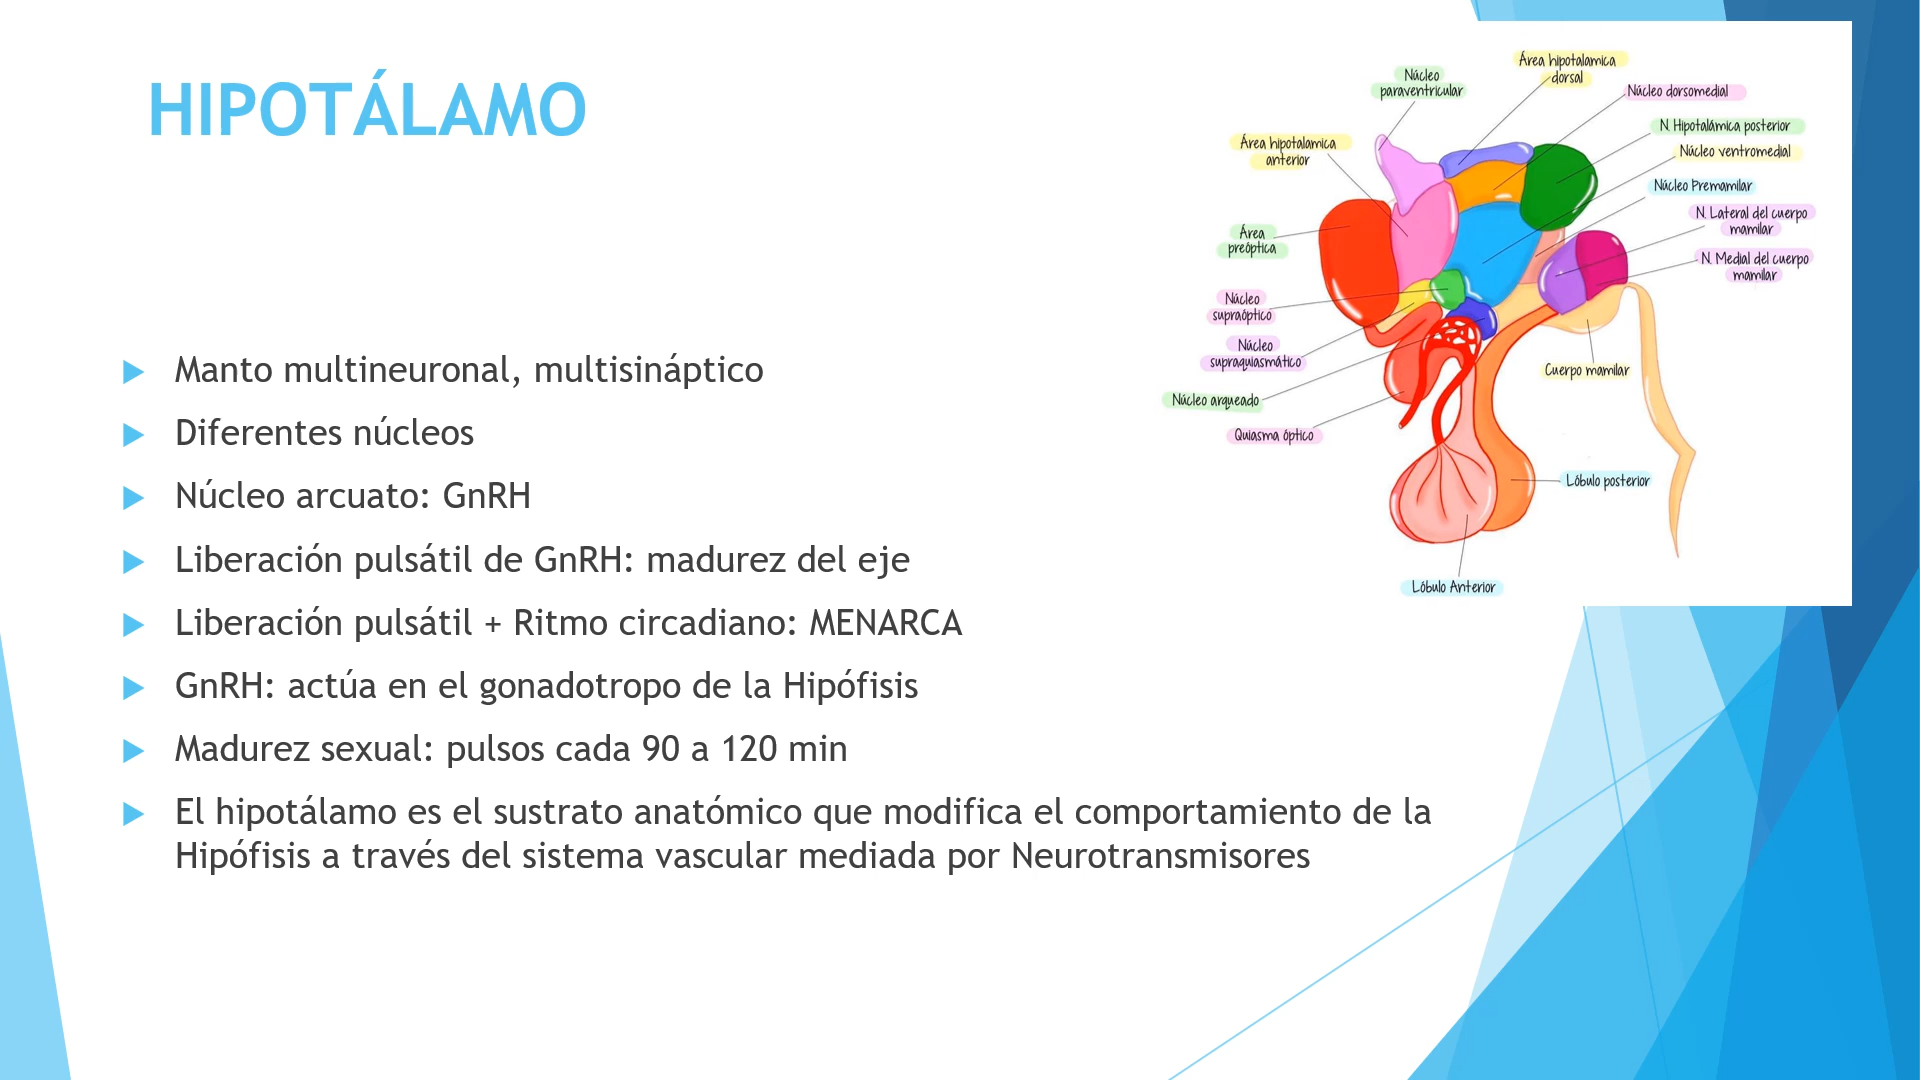 HIPOTÁLAMO
Manto multineuronal, multisináptico
Diferentes núcleos
Núcleo arcuato: GnRH
Liberación pulsátil de GnRH: madurez del eje
Liberación pulsátil + Ritmo circadiano: MENARCA
GnRH: actúa en el gonadotropo de la Hipófisis
Madurez sexual: pulsos cada 90 a 120 min
El hipotálamo es el sustrato anatómico que modifica el comportamiento de la
Hipófisis a través del sistema vascular mediada por Neurotransmisores
Núcleo
paraventricular
Área hipotalamica
dorsal
Núcleo dorsomedial
N. Hipotalámica posterior
Núcleo ventromedial
Núcleo Premamilar
N. Lateral del cuerpo
mamilar
N. Medial del cuerpo
mamilar
Área hipotalamica
anterior
Área
preóptica
Núcleo
supraóptico
Núcleo
supraquiasmático
Núcleo arqueado
Quiasma óptico
Cuerpo mamilar
Lóbulo posterior
Lóbulo Anterior